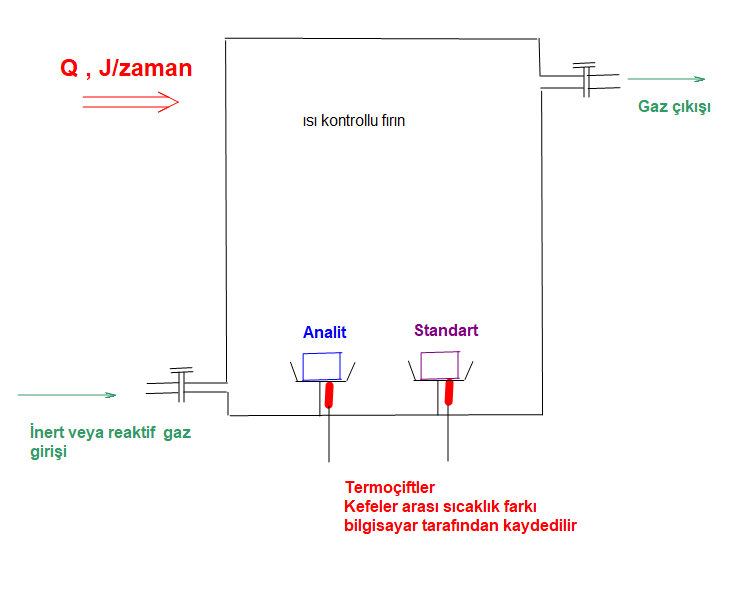 Q , J/zaman
ısı kontrollu fırın
Gaz çıkışı
Analit
Standart
İnert veya reaktif gaz
girişi
Termoçiftler
Kefeler arası sıcaklık farkı
bilgisayar tarafından kaydedilir